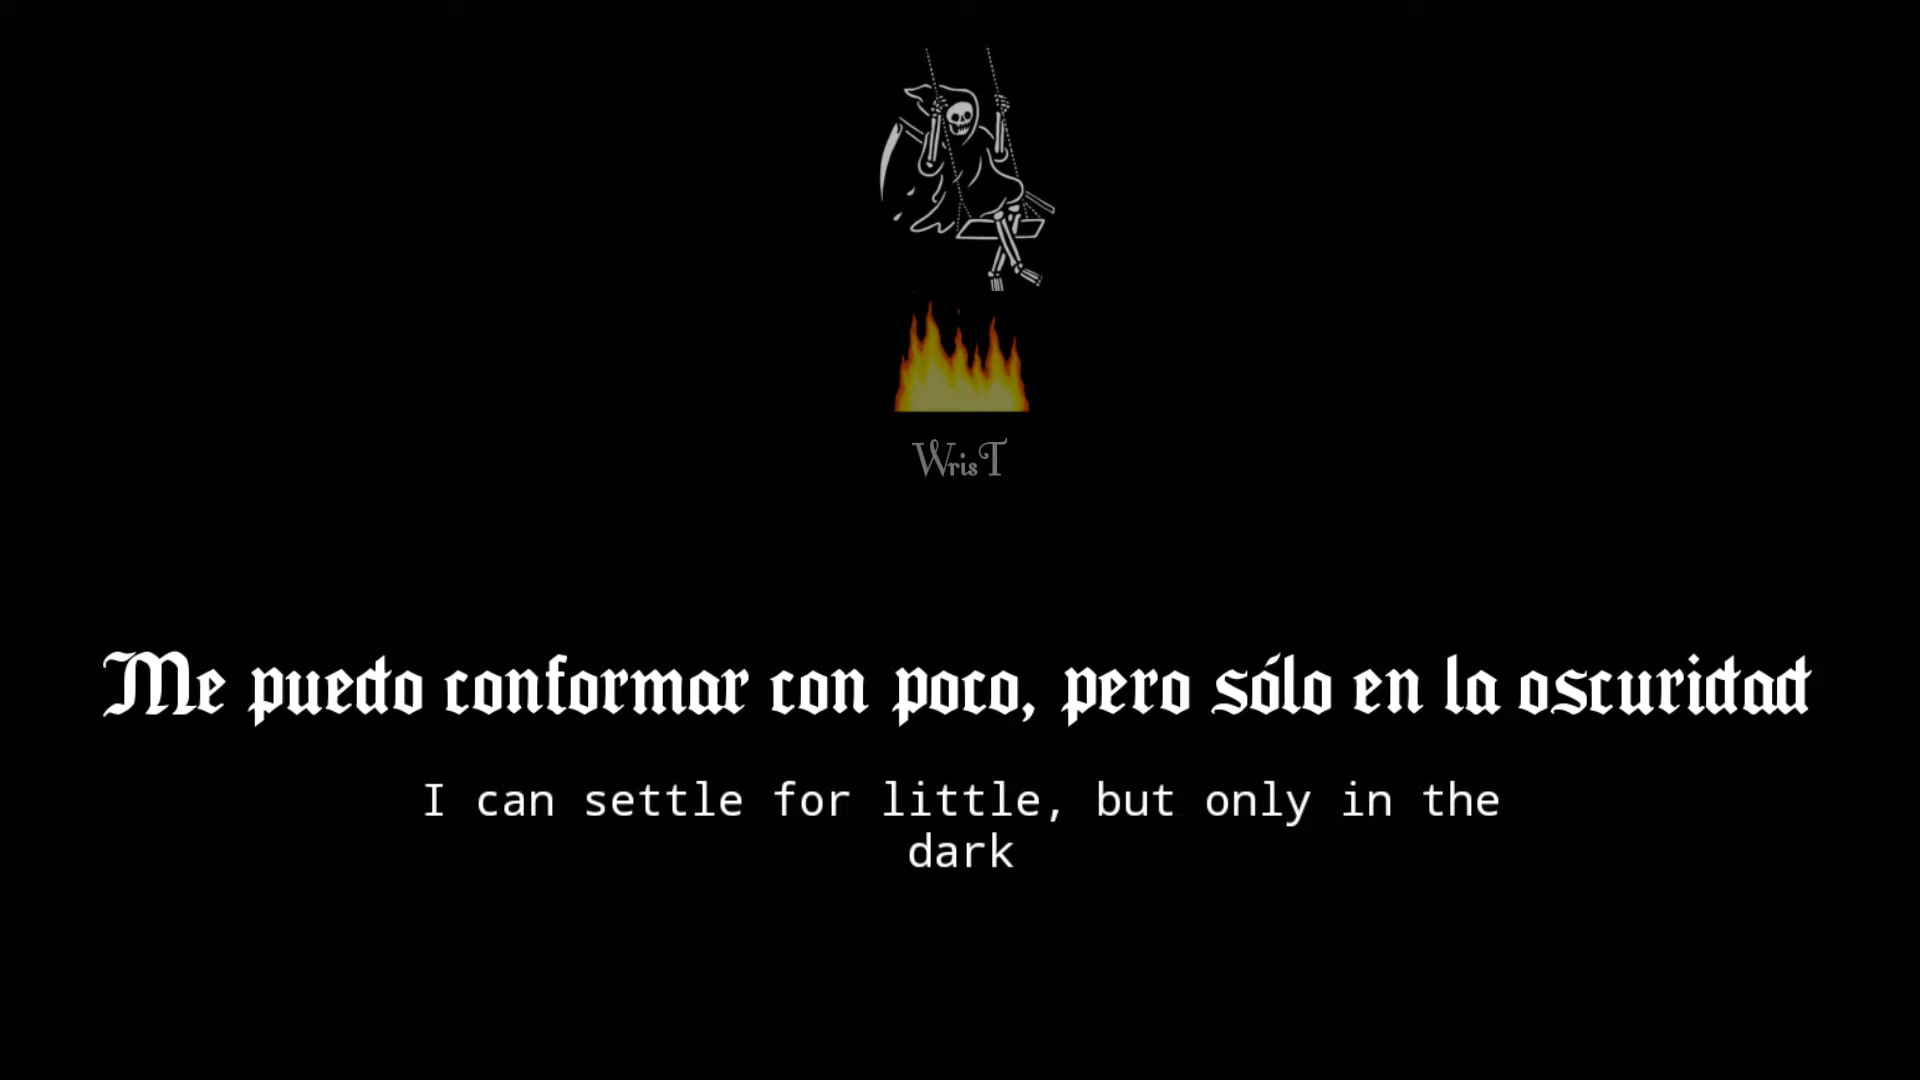 WrisT
Me puedo conformar con poco, pero sólo en la oscuridad
I can settle for little, but only in the
dark